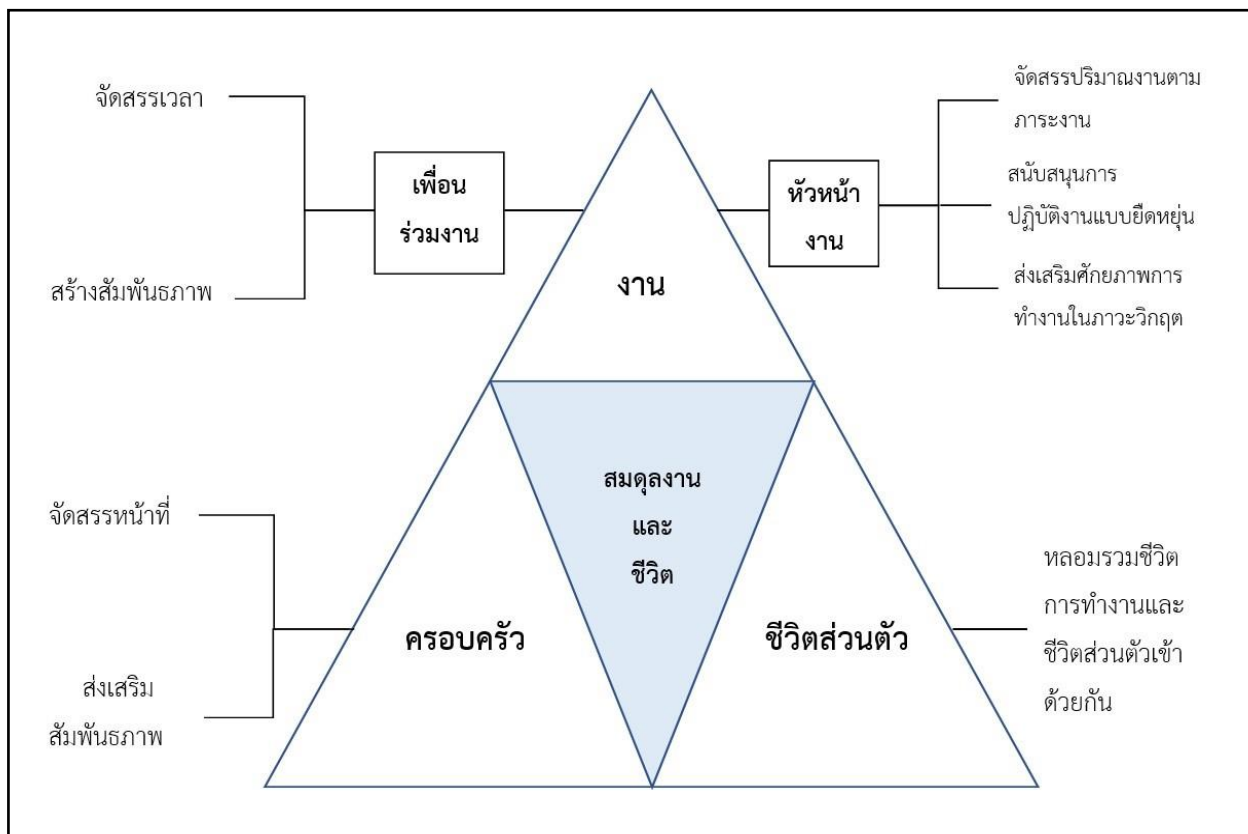 จัดสรรเวลา
สร้างสัมพันธภาพ
เพื่อน
ร่วมงาน
งาน
หัวหน้า
งาน
จัดสรรปริมาณงานตาม
ภาระงาน
สนับสนุนการ
ปฏิบัติงานแบบยืดหยุ่น
ส่งเสริมศักยภาพการ
ทำงานในภาวะวิกฤต
สมดุลงาน
และ
ชีวิต
จัดสรรหน้าที่
ส่งเสริม
สัมพันธภาพ
ครอบครัว
ชีวิตส่วนตัว
หลอมรวมชีวิต
การทำงานและ
ชีวิตส่วนตัวเข้า
ด้วยกัน